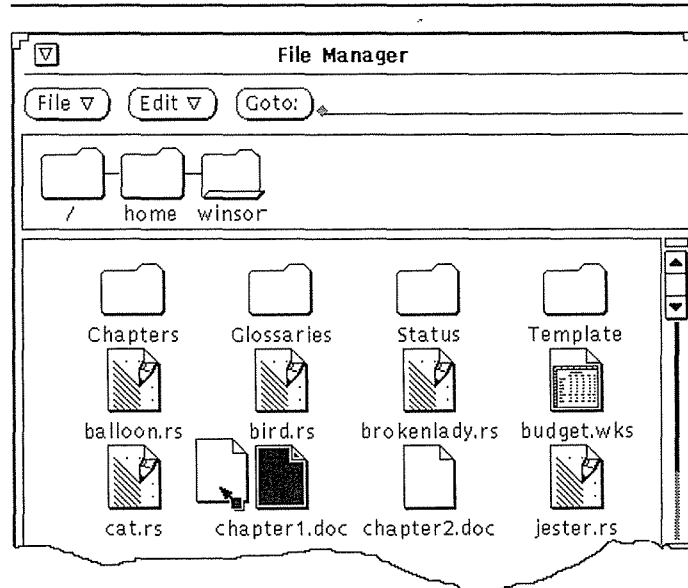 File Manager
File Edit Goto:
/ home winsor
Chapters Glossaries Status Template
balloon.rs bird.rs brokenlady.rs budget.wks
cat.rs chapter1.doc chapter2.doc jester.rs